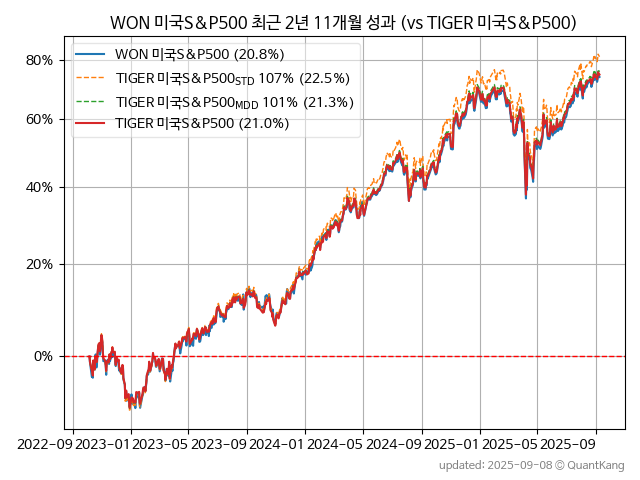 WON 미국S&P500 최근 2년 11개월 성과 (vs TIGER 미국S&P500)
WON 미국S&P500 (20.8%)
TIGER 미국S&P500STD 107% (22.5%)
TIGER 미국S&P500MDD 101% (21.3%)
TIGER 미국S&P500 (21.0%)
80%
60%
40%
20%
0%
2022-09 2023-01 2023-05 2023-09 2024-01 2024-05 2024-09 2025-01 2025-05 2025-09
updated: 2025-09-08 © QuantKang